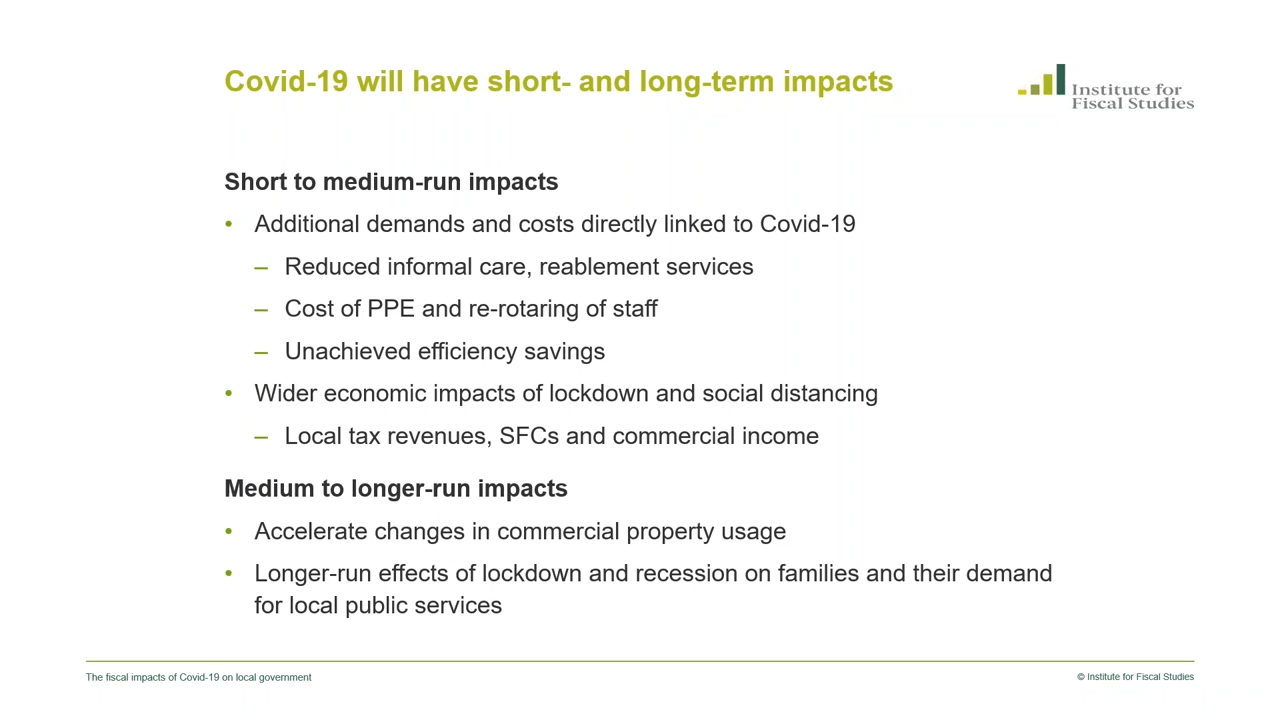 Covid-19 will have short- and long-term impacts
Institute for
Fiscal Studies
Short to medium-run impacts
• Additional demands and costs directly linked to Covid-19
– Reduced informal care, reablement services
– Cost of PPE and re-rotaring of staff
– Unachieved efficiency savings
• Wider economic impacts of lockdown and social distancing
– Local tax revenues, SFCs and commercial income
Medium to longer-run impacts
• Accelerate changes in commercial property usage
• Longer-run effects of lockdown and recession on families and their demand
for local public services
The fiscal impacts of Covid-19 on local government
© Institute for Fiscal Studies